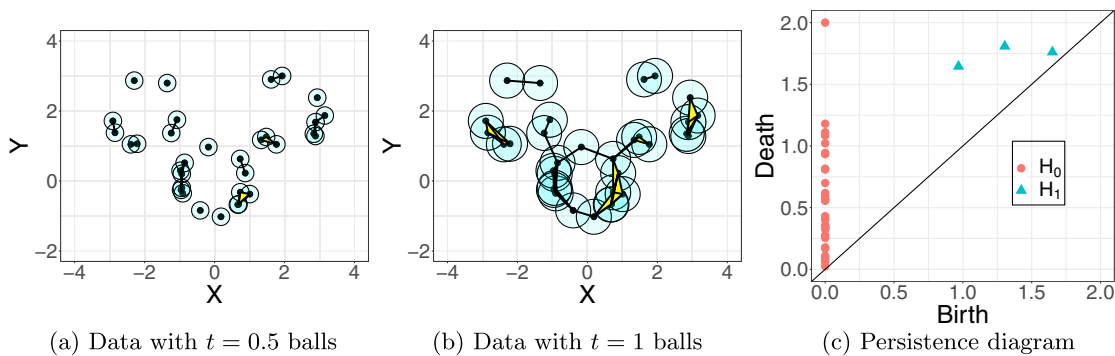 4
2
0
−2
Y
−4 −2 0 2 4
X
(a) Data with t = 0.5 balls
4
2
0
−2
Y
−4 −2 0 2 4
X
(b) Data with t = 1 balls
2.0
1.5
1.0
0.5
0.0
Death
H₀
H₁
0.0 0.5 1.0 1.5 2.0
Birth
(c) Persistence diagram